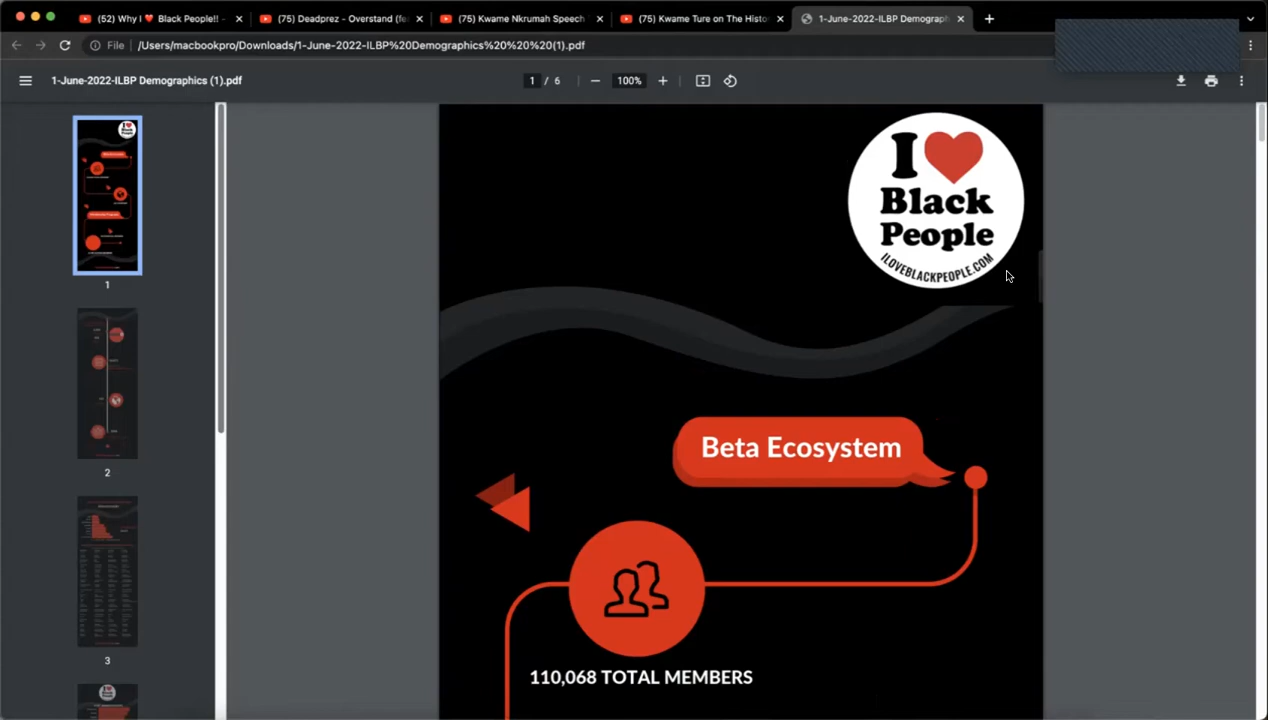 (52) Why I ❤ Black People!! -
(75) Deadprez - Overstand (fe
(75) Kwame Nkrumah Speech
(75) Kwame Ture on The Histo
1-June-2022-ILBP Demograph
File
/Users/macbookpro/Downloads/1-June-2022-ILBP%20Demographics%20%20%20(1).pdf
1-June-2022-ILBP Demographics (1).pdf
1 / 6
100%
I ❤
Black
People
ILOVEBLACKPEOPLE.COM
Beta Ecosystem
110,068 TOTAL MEMBERS
1
2
3